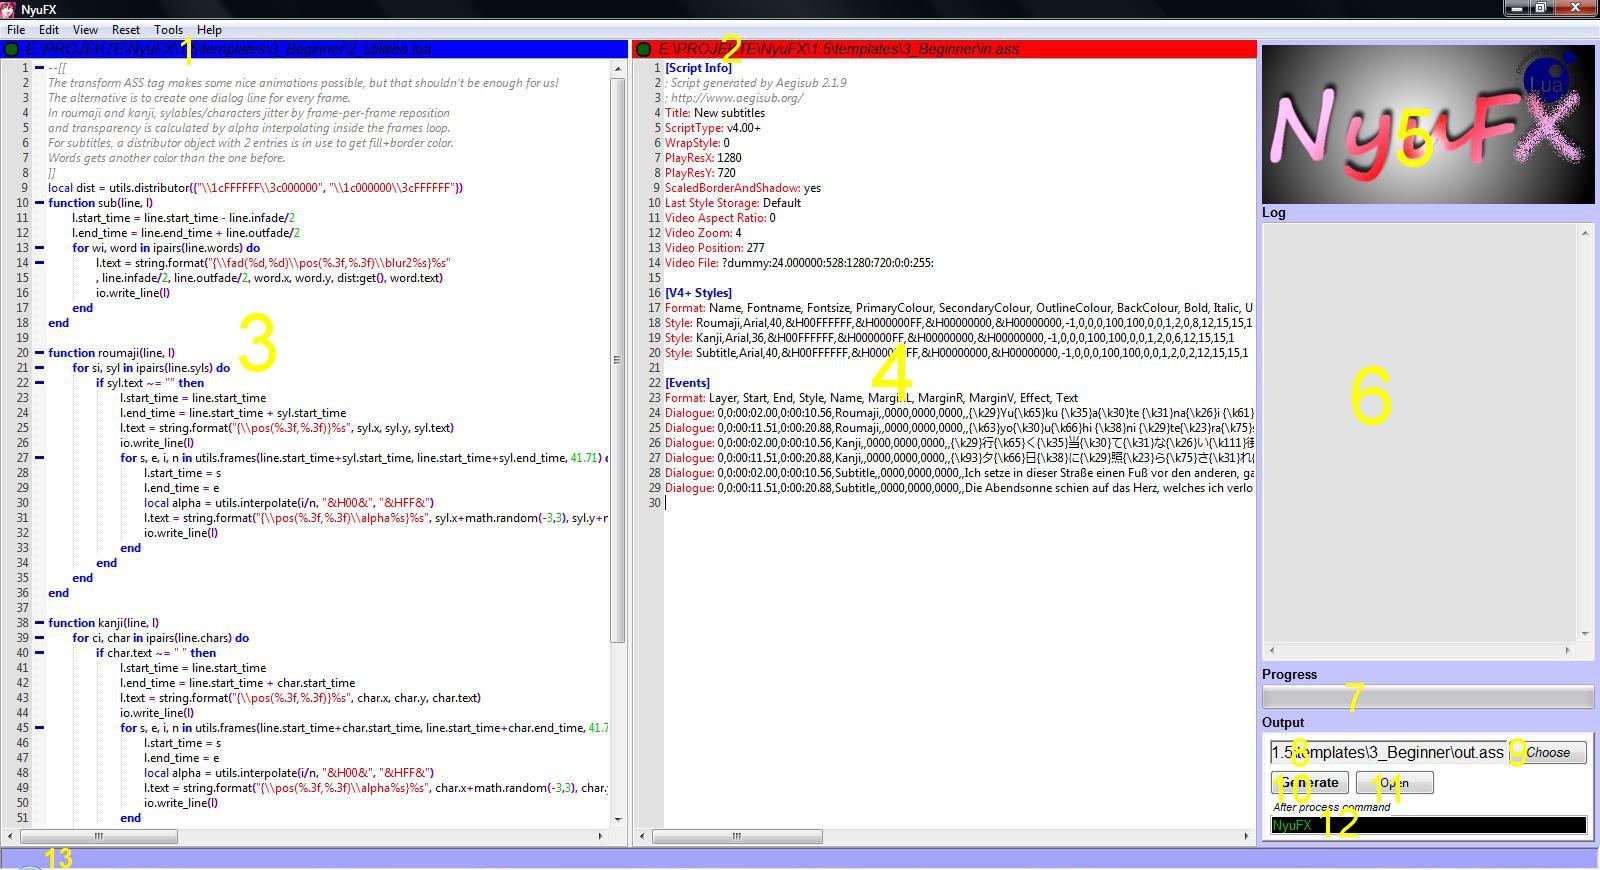 NyuFX
File Edit View Reset Tools Help
E:\PROJEKTE\NyuFX\1.5\templates\3_Beginner\2_utilities.lua
1
1 --[[
2 The transform ASS tag makes some nice animations possible, but that shouldn't be enough for us!
3 The alternative is to create one dialog line for every frame.
4 In roumaji and kanji, sylables/characters jitter by frame-per-frame reposition
5 and transparency is calculated by alpha interpolating inside the frames loop.
6 For subtitles, a distributor object with 2 entries is in use to get fill+border color.
7 Words gets another color than the one before.
8 ]]
9 local dist = utils.distributor({"\\1cFFFFFF\\3c000000", "\\1c000000\\3cFFFFFF"})
10 function sub(line, l)
11 l.start_time = line.start_time - line.infade/2
12 l.end_time = line.end_time + line.outfade/2
13 for wi, word in ipairs(line.words) do
14 l.text = string.format("{\\fad(%d,%d)\\pos(%.3f,%.3f)\\blur2%s}%s"
15 , line.infade/2, line.outfade/2, word.x, word.y, dist:get(), word.text)
16 io.write_line(l)
17 end
18 end
19
20 function roumaji(line, l)
21 for si, syl in ipairs(line.syls) do
22 if syl.text ~= "" then
23 l.start_time = line.start_time
24 l.end_time = line.start_time + syl.start_time
25 l.text = string.format("{\\pos(%.3f,%.3f)}%s", syl.x, syl.y, syl.text)
26 io.write_line(l)
27 for s, e, i, n in utils.frames(line.start_time+syl.start_time, line.start_time+syl.end_time, 41.71)
28 l.start_time = s
29 l.end_time = e
30 local alpha = utils.interpolate(i/n, "&H00&", "&HFF&")
31 l.text = string.format("{\\pos(%.3f,%.3f)\\alpha%s}%s", syl.x+math.random(-3,3), syl.y+
32 io.write_line(l)
33 end
34 end
35 end
36 end
37
38 function kanji(line, l)
39 for ci, char in ipairs(line.chars) do
40 if char.text ~= " " then
41 l.start_time = line.start_time
42 l.end_time = line.start_time + char.start_time
43 l.text = string.format("{\\pos(%.3f,%.3f)}%s", char.x, char.y, char.text)
44 io.write_line(l)
45 for s, e, i, n in utils.frames(line.start_time+char.start_time, line.start_time+char.end_time, 41.7
46 l.start_time = s
47 l.end_time = e
48 local alpha = utils.interpolate(i/n, "&H00&", "&HFF&")
49 l.text = string.format("{\\pos(%.3f,%.3f)\\alpha%s}%s", char.x+math.random(-3,3), char.
50 io.write_line(l)
51 end
3
E:\PROJEKTE\NyuFX\1.5\templates\3_Beginner\in.ass
2
1 [Script Info]
2 ; Script generated by Aegisub 2.1.9
3 ; http://www.aegisub.org/
4 Title: New subtitles
5 ScriptType: v4.00+
6 WrapStyle: 0
7 PlayResX: 1280
8 PlayResY: 720
9 ScaledBorderAndShadow: yes
10 Last Style Storage: Default
11 Video Aspect Ratio: 0
12 Video Zoom: 4
13 Video Position: 277
14 Video File: ?dummy:24.000000:528:1280:720:0:0:255:
15
16 [V4+ Styles]
17 Format: Name, Fontname, Fontsize, PrimaryColour, SecondaryColour, OutlineColour, BackColour, Bold, Italic, U
18 Style: Roumaji,Arial,40,&H00FFFFFF,&H000000FF,&H00000000,&H00000000,-1,0,0,0,100,100,0,0,1,2,0,8,12,15,15,1
19 Style: Kanji,Arial,36,&H00FFFFFF,&H000000FF,&H00000000,&H00000000,-1,0,0,0,100,100,0,0,1,2,0,6,12,15,15,1
20 Style: Subtitle,Arial,40,&H00FFFFFF,&H000000FF,&H00000000,&H00000000,-1,0,0,0,100,100,0,0,1,2,0,2,12,15,15,1
21
22 [Events]
23 Format: Layer, Start, End, Style, Name, MarginL, MarginR, MarginV, Effect, Text
24 Dialogue: 0,0:00:02.00,0:00:10.56,Roumaji,,0000,0000,0000,,{\k29}Yu{\k65}ku {\k35}a{\k30}te {\k31}na{\k26}i {\k61}
25 Dialogue: 0,0:00:11.51,0:00:20.88,Roumaji,,0000,0000,0000,,{\k63}yo{\k30}u{\k66}hi {\k38}ni {\k29}te{\k23}ra{\k75}
26 Dialogue: 0,0:00:02.00,0:00:10.56,Kanji,,0000,0000,0000,,{\k29}行{\k65}く{\k35}当{\k30}て{\k31}な{\k26}い{\k111}街
27 Dialogue: 0,0:00:11.51,0:00:20.88,Kanji,,0000,0000,0000,,{\k93}夕{\k66}日{\k38}に{\k29}照{\k23}ら{\k75}さ{\k31}れ
28 Dialogue: 0,0:00:02.00,0:00:10.56,Subtitle,,0000,0000,0000,,Ich setze in dieser Straße einen Fuß vor den anderen, ga
29 Dialogue: 0,0:00:11.51,0:00:20.88,Subtitle,,0000,0000,0000,,Die Abendsonne schien auf das Herz, welches ich verlo
30
4
powered by
Lua
NyuFX
5
Log
6
Progress
7
Output
1.5\templates\3_Beginner\out.ass Choose
8 9
Generate Open
10 11
After process command
NyuFX
12
13